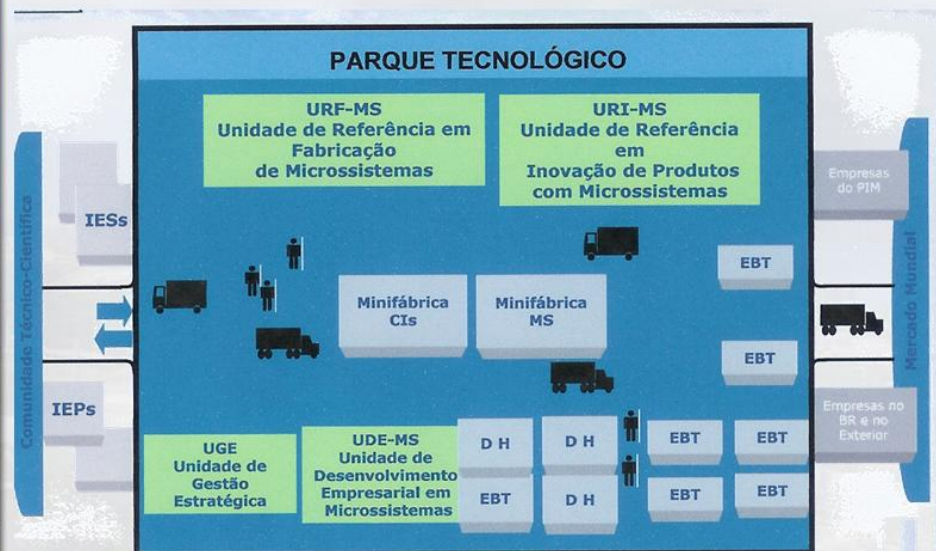 PARQUE TECNOLÓGICO
URF-MS
Unidade de Referência em
Fabricação
de Microssistemas
URI-MS
Unidade de Referência
em
Inovação de Produtos
com Microssistemas
Comunidade Técnico-Científica
IESs
IEPs
Minifábrica
CIs
Minifábrica
MS
EBT
EBT
Empresas
do PIM
Mercado Mundial
Empresas no
BR e no
Exterior
UGE
Unidade de
Gestão
Estratégica
UDE-MS
Unidade de
Desenvolvimento
Empresarial em
Microssistemas
D H
D H
EBT
EBT
EBT
D H
EBT
EBT